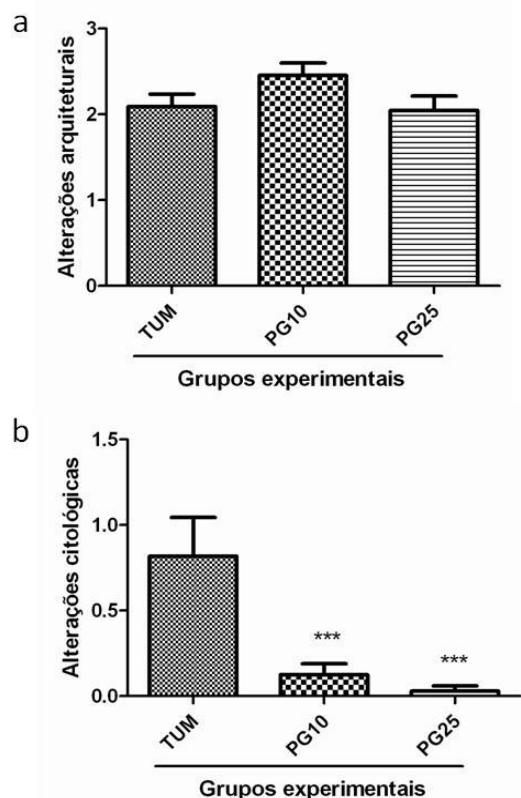 a
Alterações arquiteturais
3
2
1
0
TUM
PG10
PG25
Grupos experimentais
b
Alterações citológicas
1.5
1.0
0.5
0.0
***
***
TUM
PG10
PG25
Grupos experimentais